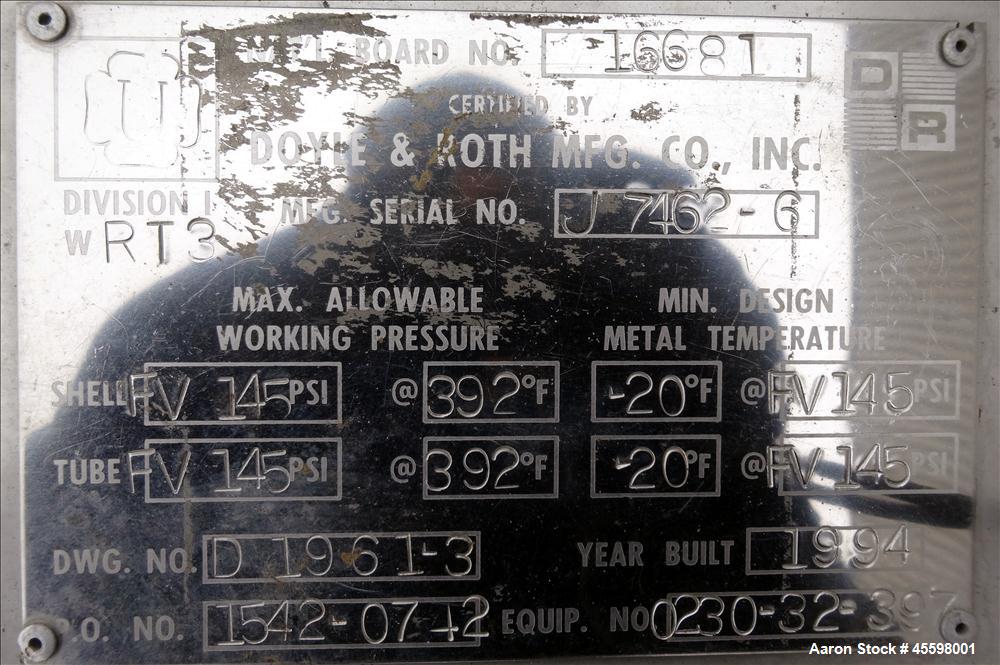 NAT'L BOARD NO. 16681
U
CERTIFIED BY
DR
DOYLE & ROTH MFG. CO., INC.
DIVISION I
MFG. SERIAL NO. J 7462-6
W RT3
MAX. ALLOWABLE MIN. DESIGN
WORKING PRESSURE METAL TEMPERATURE
SHELL FV 145 PSI @ 392°F -20°F @ FV 145 PSI
TUBE FV 145 PSI @ 392°F -20°F @ FV 145 PSI
DWG. NO. D 1961-3 YEAR BUILT 1994
P.O. NO. 1542-0742 EQUIP. NO. 0230-32-397
Aaron Stock # 45598001